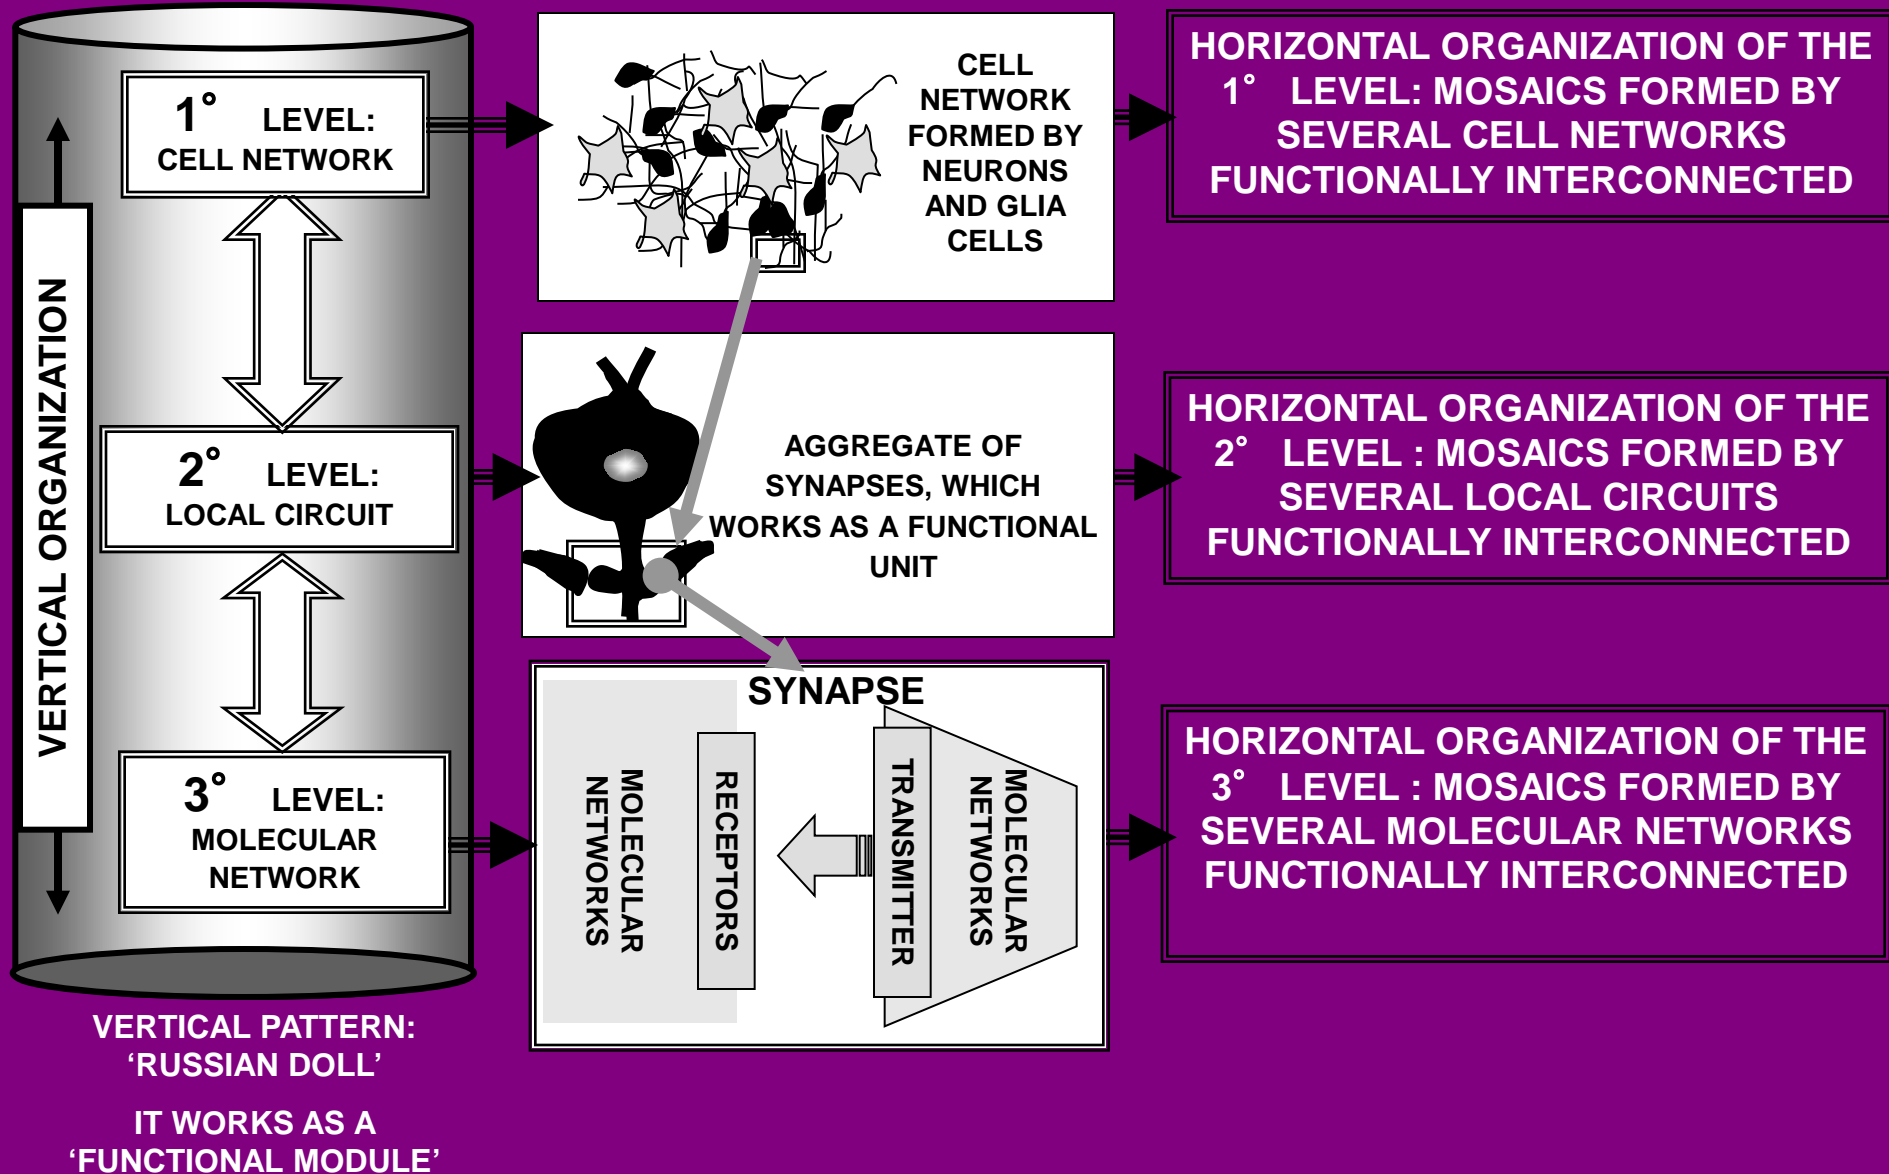 VERTICAL ORGANIZATION
1° LEVEL:
CELL NETWORK
2° LEVEL:
LOCAL CIRCUIT
3° LEVEL:
MOLECULAR
NETWORK
VERTICAL PATTERN:
‘RUSSIAN DOLL’
IT WORKS AS A
‘FUNCTIONAL MODULE’
CELL
NETWORK
FORMED BY
NEURONS
AND GLIA
CELLS
AGGREGATE OF
SYNAPSES, WHICH
WORKS AS A FUNCTIONAL
UNIT
SYNAPSE
MOLECULAR
NETWORKS
RECEPTORS
TRANSMITTER
MOLECULAR
NETWORKS
HORIZONTAL ORGANIZATION OF THE
1° LEVEL: MOSAICS FORMED BY
SEVERAL CELL NETWORKS
FUNCTIONALLY INTERCONNECTED
HORIZONTAL ORGANIZATION OF THE
2° LEVEL : MOSAICS FORMED BY
SEVERAL LOCAL CIRCUITS
FUNCTIONALLY INTERCONNECTED
HORIZONTAL ORGANIZATION OF THE
3° LEVEL : MOSAICS FORMED BY
SEVERAL MOLECULAR NETWORKS
FUNCTIONALLY INTERCONNECTED